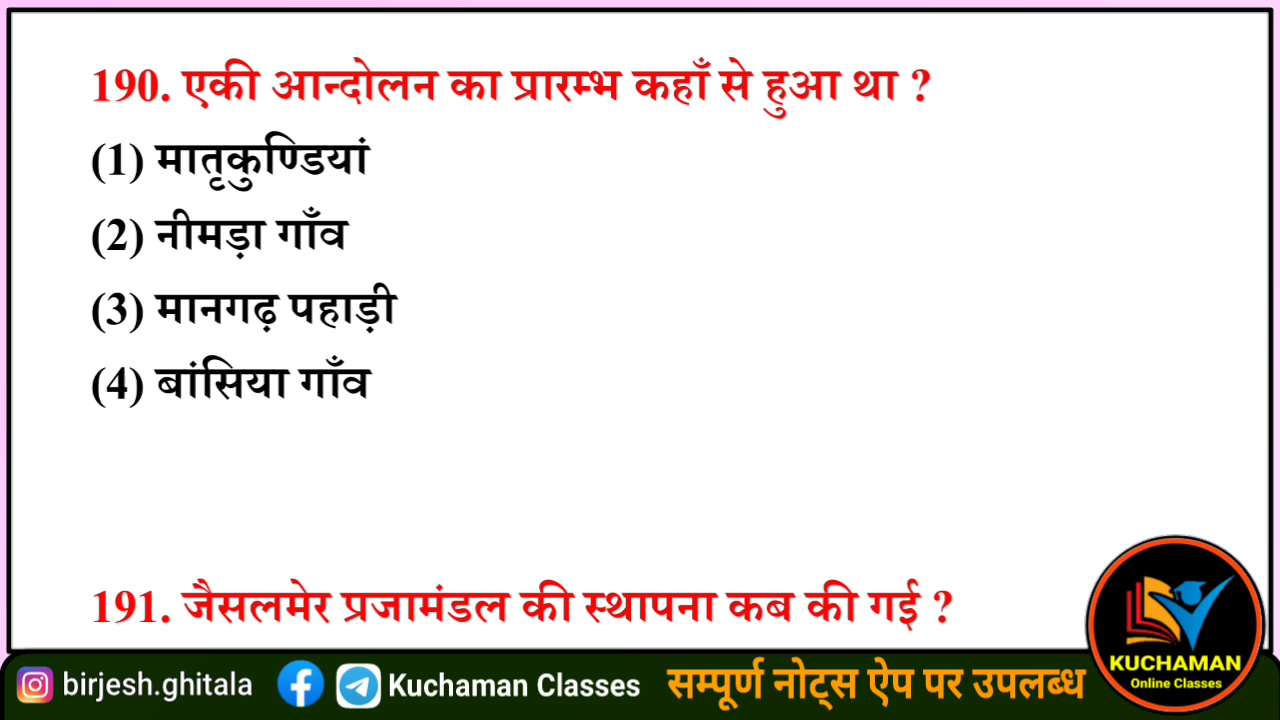 190. एकी आन्दोलन का प्रारम्भ कहाँ से हुआ था ?
(1) मातृकुण्डियां
(2) नीमड़ा गाँव
(3) मानगढ़ पहाड़ी
(4) बांसिया गाँव
191. जैसलमेर प्रजामंडल की स्थापना कब की गई ?
KUCHAMAN
Online Classes
birjesh.ghitala Kuchaman Classes सम्पूर्ण नोट्स ऐप पर उपलब्ध